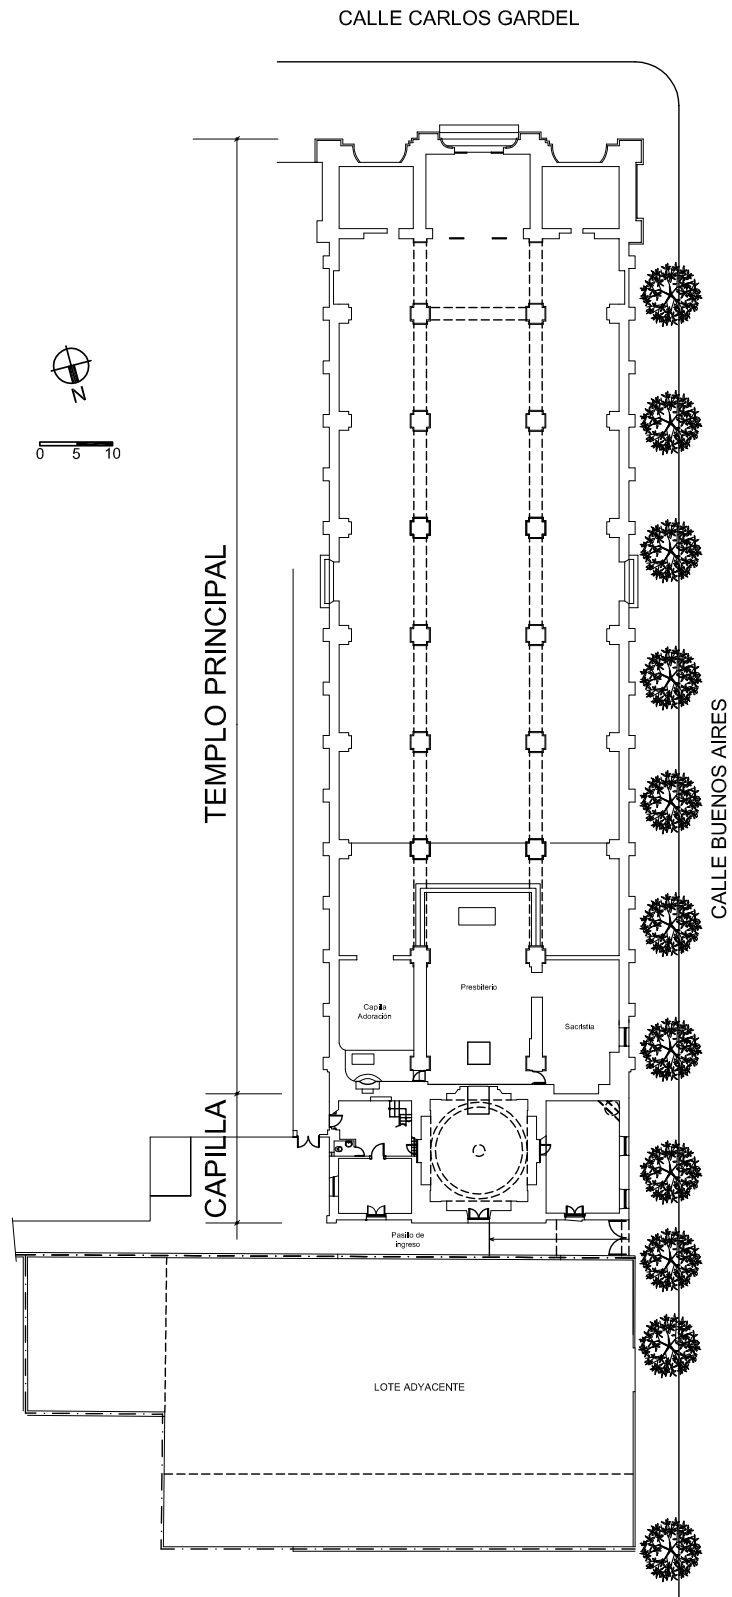 CALLE CARLOS GARDEL
N
0 5 10
TEMPLO PRINCIPAL
CALLE BUENOS AIRES
Presbiterio
Capilla
Adoración
Sacristia
CAPILLA
Pasillo de
ingreso
LOTE ADYACENTE